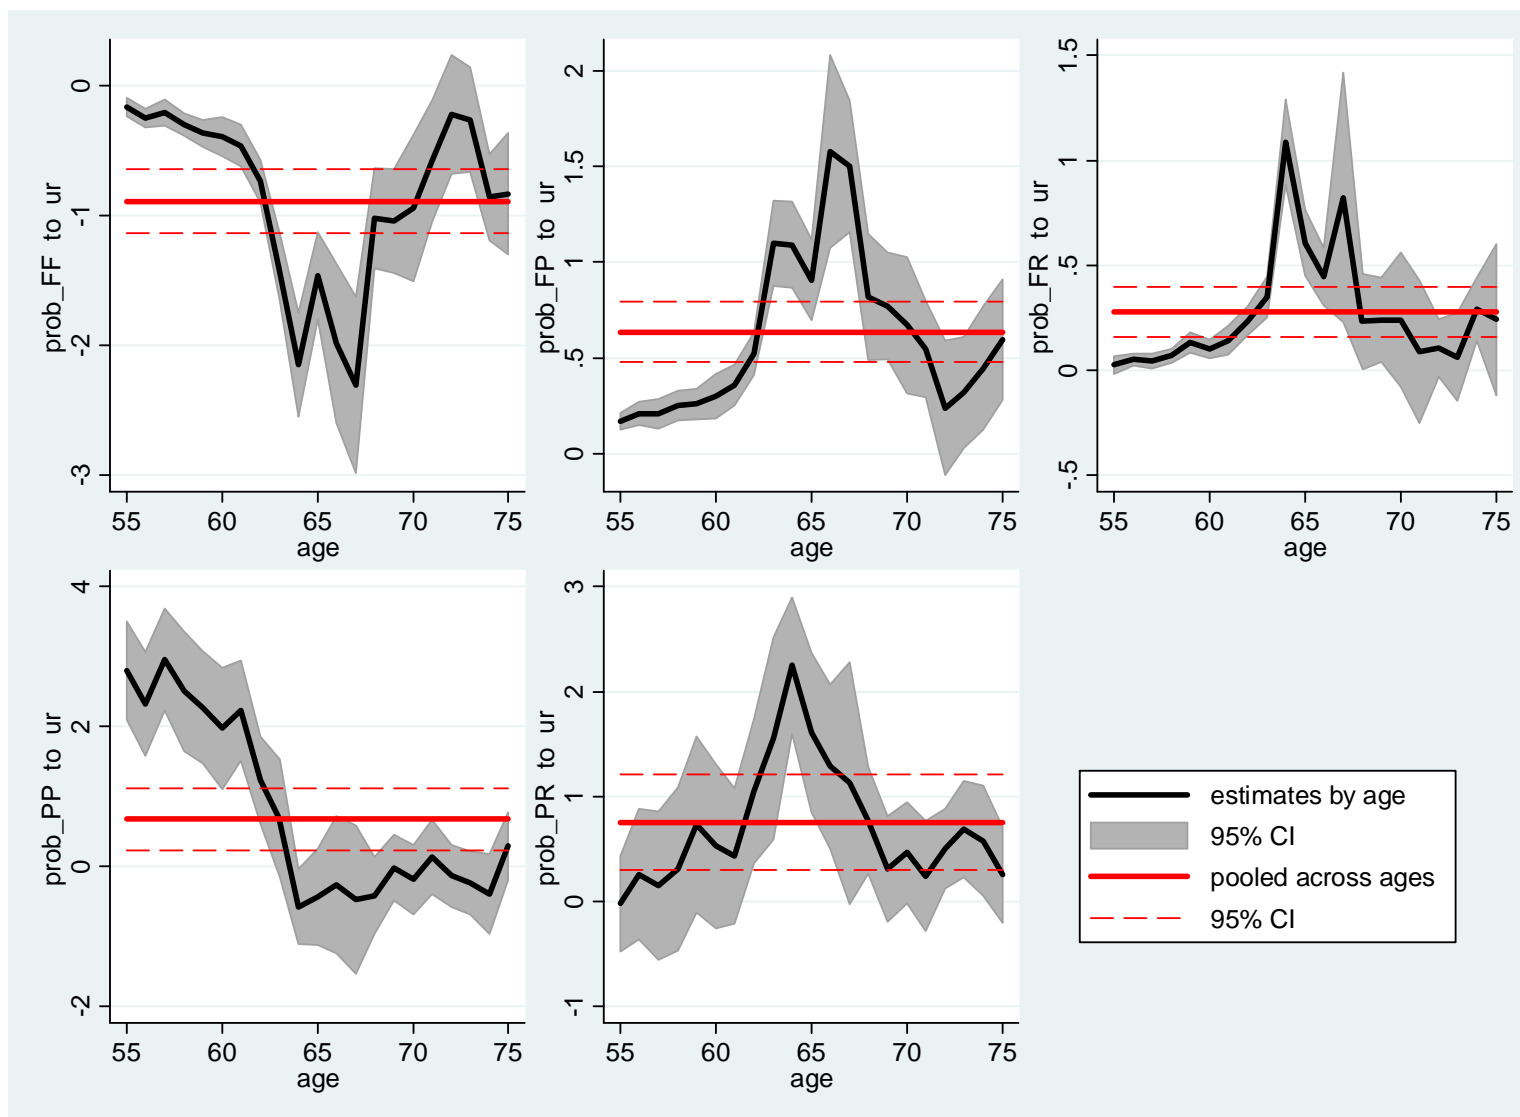 prob_FF to ur
0
-1
-2
-3
55 60 65 70 75
age
prob_FP to ur
2
1.5
1
.5
0
55 60 65 70 75
age
prob_FR to ur
1.5
1
.5
0
-.5
55 60 65 70 75
age
prob_PP to ur
4
2
0
-2
55 60 65 70 75
age
prob_PR to ur
3
2
1
0
-1
55 60 65 70 75
age
estimates by age
95% CI
pooled across ages
95% CI